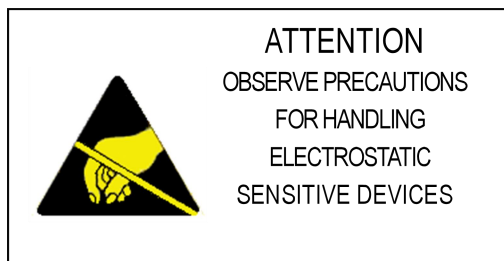 ATTENTION
OBSERVE PRECAUTIONS
FOR HANDLING
ELECTROSTATIC
SENSITIVE DEVICES